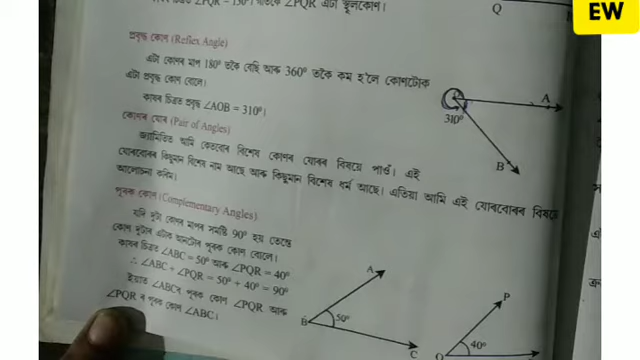 কাষৰ চিত্ৰত ∠PQR = 130°। গতিকে ∠PQR এটা স্থূলকোণ।
Q
EW
প্ৰবৃদ্ধ কোণ (Reflex Angle)
এটা কোণৰ মাপ 180° তকৈ বেছি আৰু 360° তকৈ কম হ'লে কোণটোক
এটা প্ৰবৃদ্ধ কোণ বোলে।
কাষৰ চিত্ৰত প্ৰবৃদ্ধ ∠AOB = 310°।
A
310°
B
কোণৰ যোৰ (Pair of Angles)
জ্যামিতিত আমি কেতবোৰ বিশেষ কোণৰ যোৰৰ বিষয়ে পাওঁ। এই
যোৰবোৰৰ কিছুমান বিশেষ নাম আছে আৰু কিছুমান বিশেষ ধৰ্ম আছে। এতিয়া আমি এই যোৰবোৰৰ বিষয়ে
আলোচনা কৰিম।
পূৰক কোণ (Complementary Angles)
যদি দুটা কোণৰ মাপৰ সমষ্টি 90° হয় তেন্তে
কোণ দুটাৰ এটাক আনটোৰ পূৰক কোণ বোলে।
কাষৰ চিত্ৰত ∠ABC = 50° আৰু ∠PQR = 40°
∴ ∠ABC + ∠PQR = 50° + 40° = 90°
ইয়াত ∠ABCৰ পূৰক কোণ ∠PQR আৰু
∠PQR ৰ পূৰক কোণ ∠ABC।
A
B
50°
C
P
40°
Q